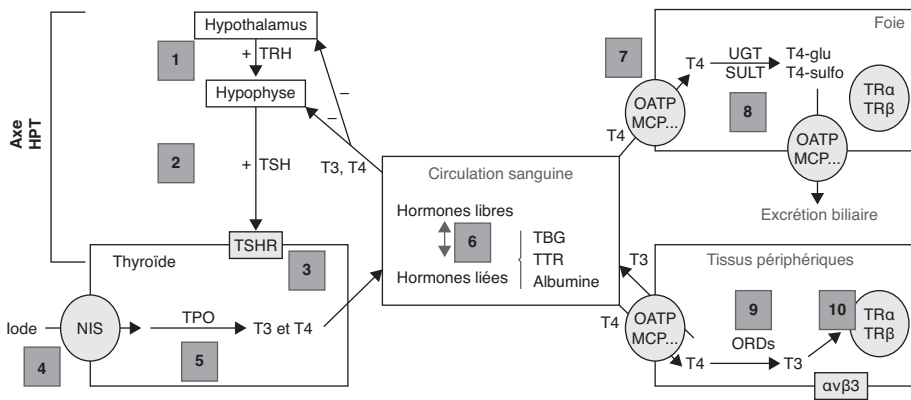 Axe
HPT
Hypothalamus
1
+ TRH
Hypophyse
–
–
2
+ TSH
T3, T4
TSHR
Thyroïde
3
Iode
NIS
TPO
T3 et T4
4
5
Circulation sanguine
Hormones libres
6
Hormones liées
TBG
TTR
Albumine
Foie
7
T4
OATP
MCP...
T4
UGT
SULT
T4-glu
T4-sulfo
8
TRα
TRβ
OATP
MCP...
Excrétion biliaire
Tissus périphériques
T3
T4
OATP
MCP...
9
10
ORDs
T4
T3
TRα
TRβ
αvβ3